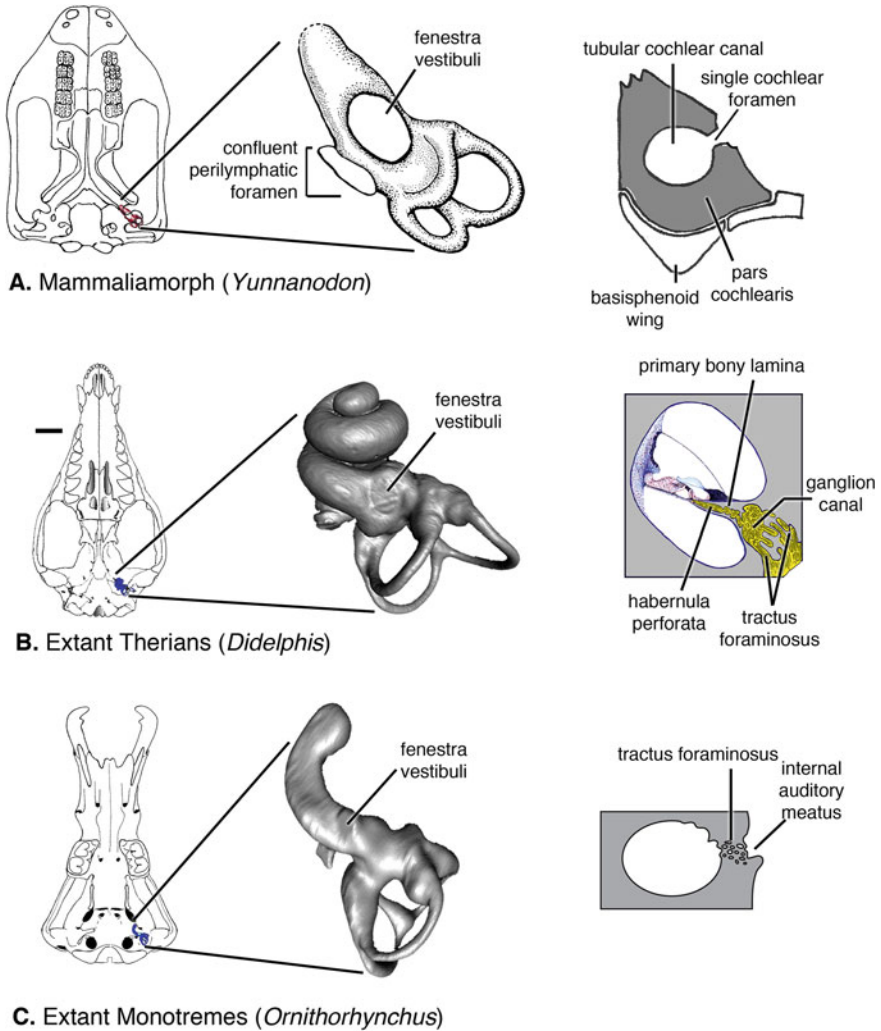 fenestra
vestibuli
confluent
perilymphatic
foramen
tubular cochlear canal
single cochlear
foramen
pars
cochlearis
basisphenoid
wing
A. Mammaliamorph (Yunnanodon)
fenestra
vestibuli
primary bony lamina
ganglion
canal
habernula
perforata
tractus
foraminosus
B. Extant Therians (Didelphis)
fenestra
vestibuli
tractus foraminosus
internal
auditory
meatus
C. Extant Monotremes (Ornithorhynchus)